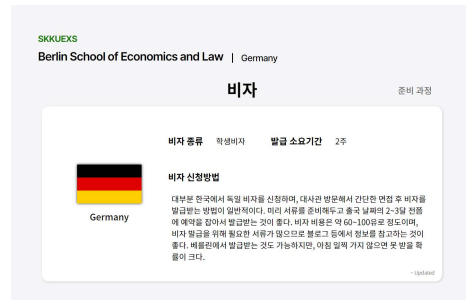 SKKUEXS
Berlin School of Economics and Law | Germany
비자
준비 과정
비자 종류 학생비자 발급 소요기간 2주
비자 신청방법
대부분 한국에서 독일 비자를 신청하며, 대사관 방문해서 간단한 면접 후 비자를
발급받는 방법이 일반적이다. 미리 서류를 준비해두고 출국 날짜의 2~3달 전쯤
에 예약을 잡아서 발급받는 것이 좋다. 비자 비용은 약 60~100유로 정도이며,
비자 발급을 위해 필요한 서류가 많으므로 블로그 등에서 정보를 참고하는 것이
좋다. 베를린에서 발급받는 것도 가능하지만, 아침 일찍 가지 않으면 못 받을 확
률이 크다.
Germany
- Updated